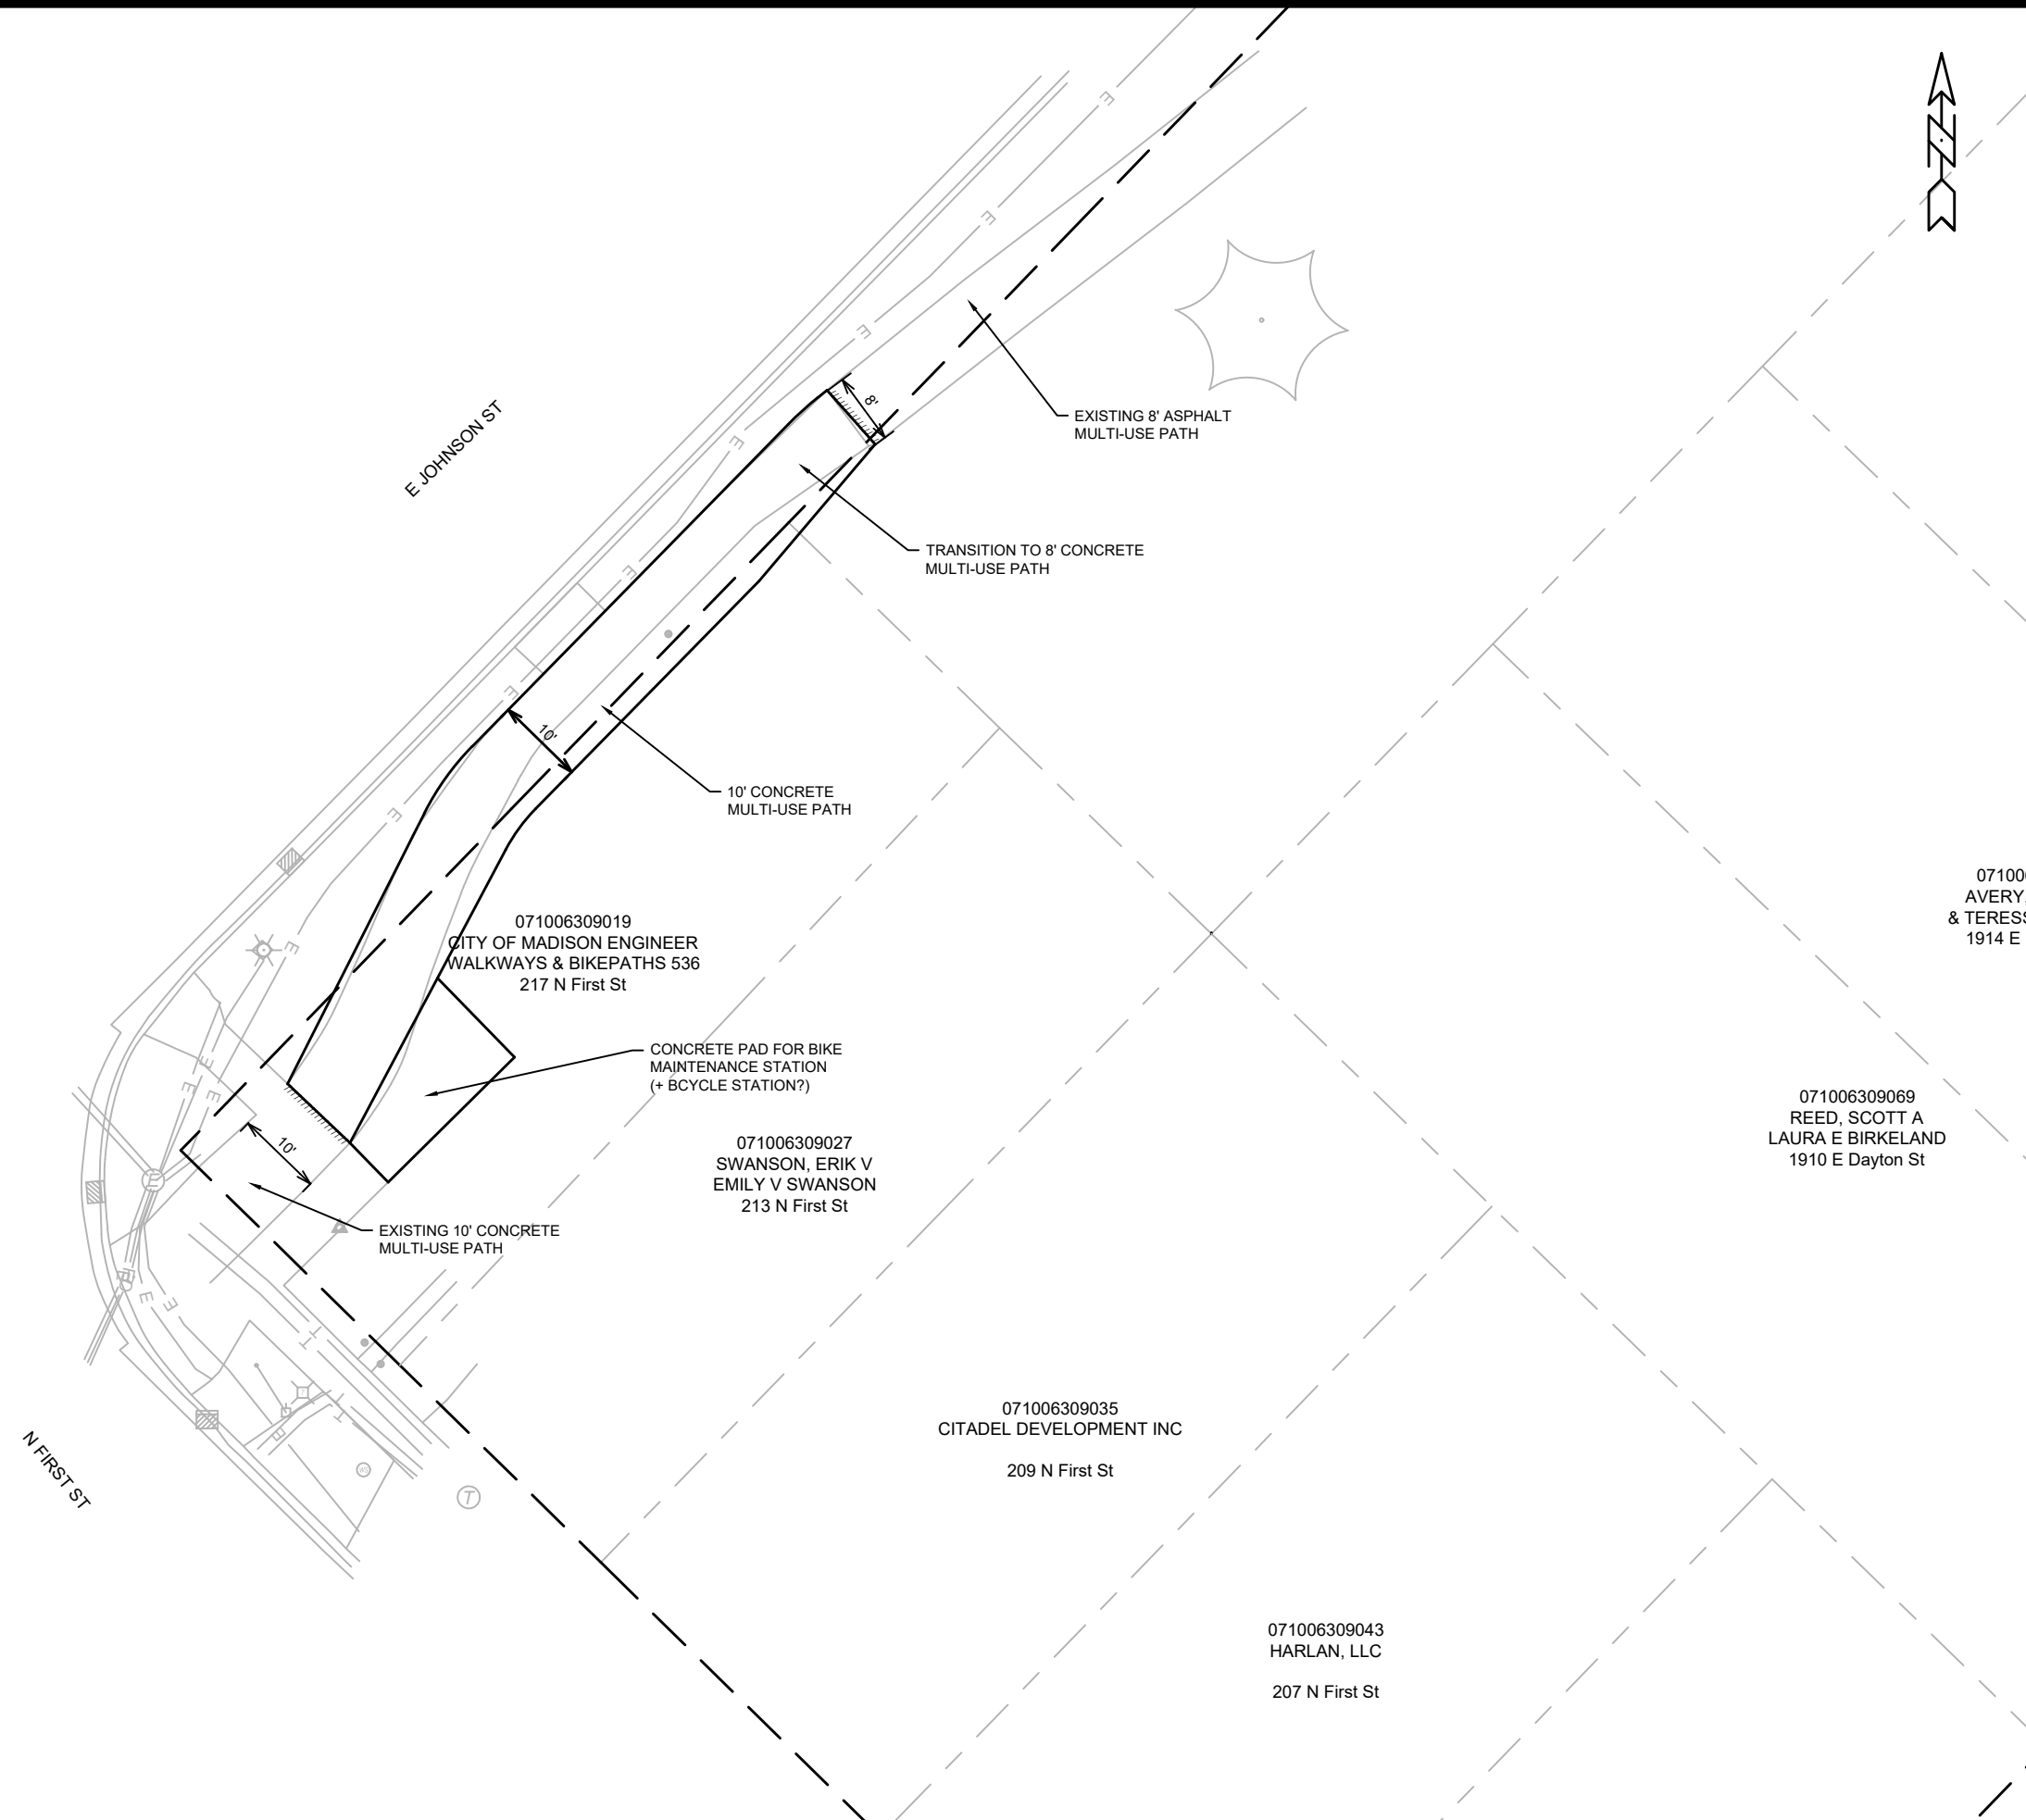 N
E JOHNSON ST
8'
EXISTING 8' ASPHALT
MULTI-USE PATH
TRANSITION TO 8' CONCRETE
MULTI-USE PATH
10'
10' CONCRETE
MULTI-USE PATH
071006309019
CITY OF MADISON ENGINEER
WALKWAYS & BIKEPATHS 536
217 N First St
CONCRETE PAD FOR BIKE
MAINTENANCE STATION
(+ BCYCLE STATION?)
10'
EXISTING 10' CONCRETE
MULTI-USE PATH
071006309027
SWANSON, ERIK V
EMILY V SWANSON
213 N First St
07100
AVERY,
& TERESS
1914 E
071006309069
REED, SCOTT A
LAURA E BIRKELAND
1910 E Dayton St
071006309035
CITADEL DEVELOPMENT INC
209 N First St
N FIRST ST
T
071006309043
HARLAN, LLC
207 N First St
E
E
E
E
E
E
E
E
E
E
E
E
E
E